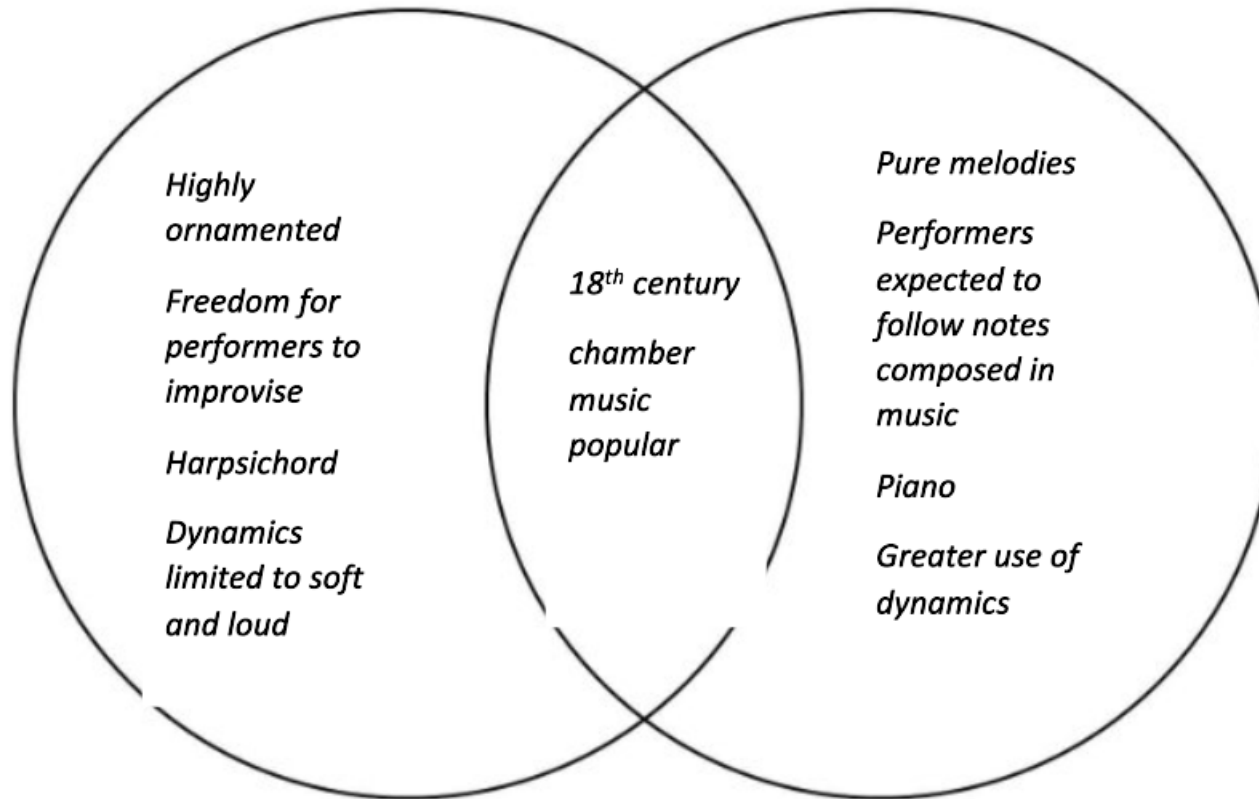 Highly
ornamented
Freedom for
performers to
improvise
Harpsichord
Dynamics
limited to soft
and loud
18th century
chamber
music
popular
Pure melodies
Performers
expected to
follow notes
composed in
music
Piano
Greater use of
dynamics